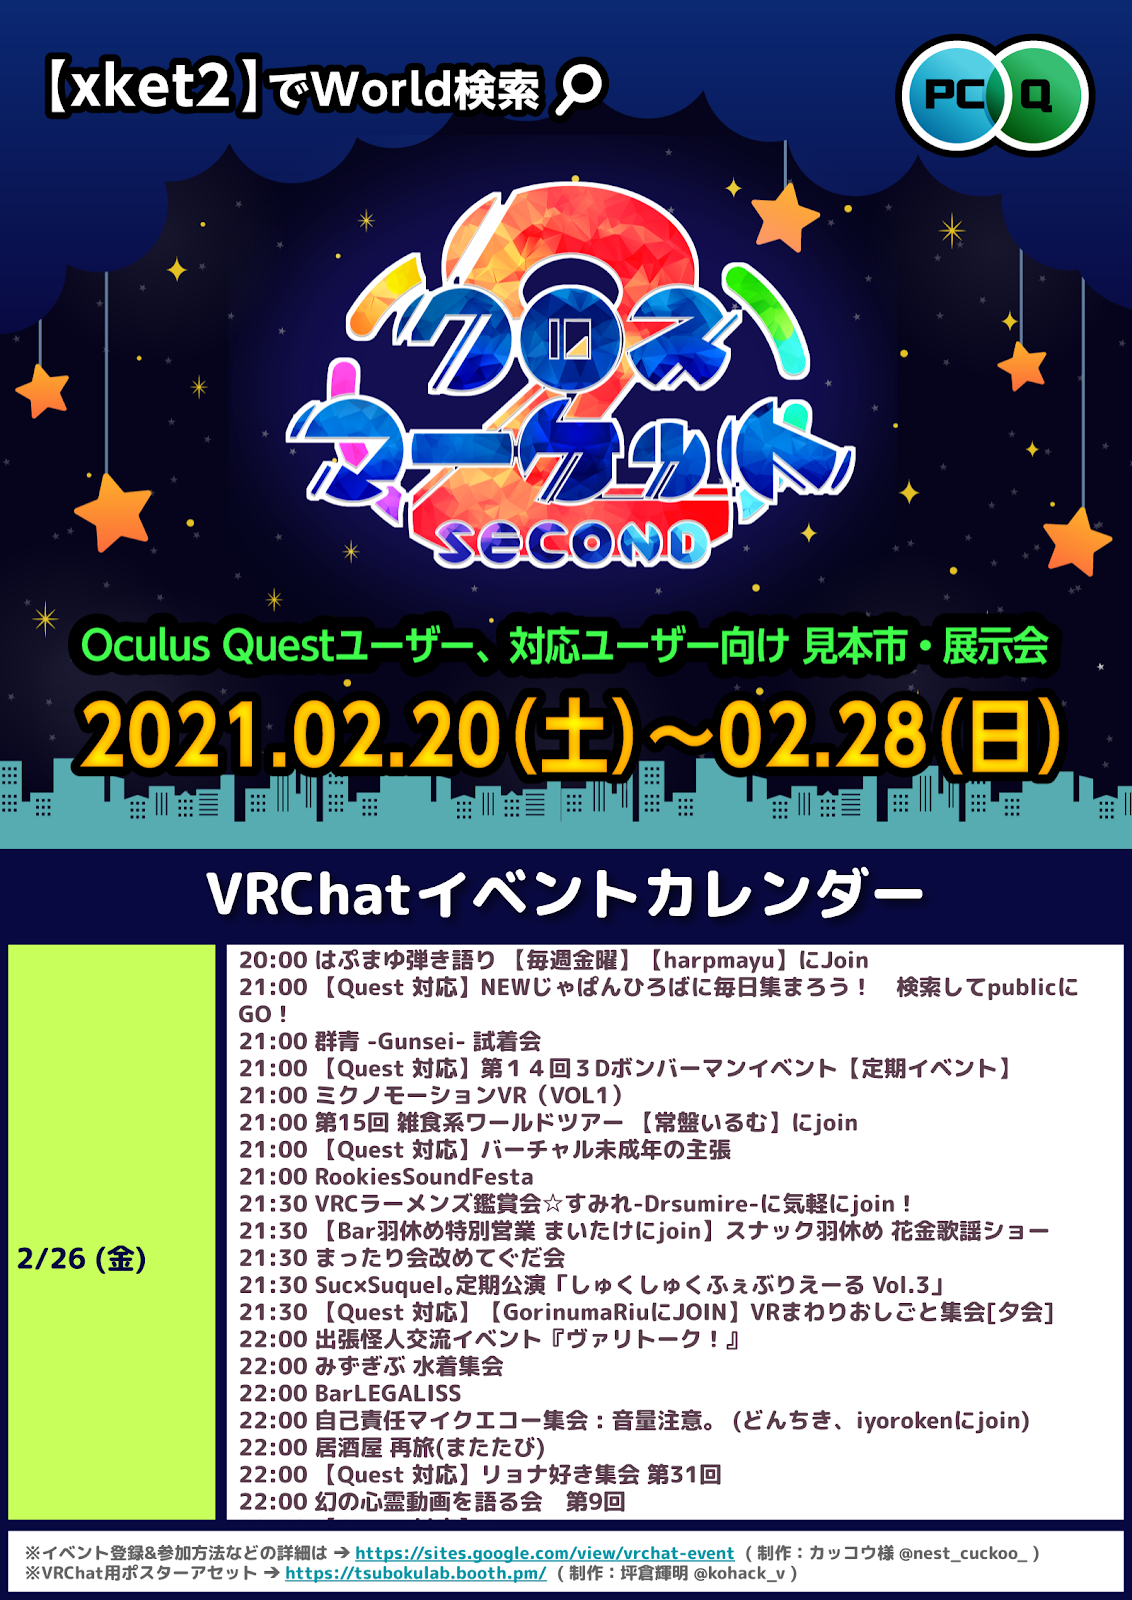 【xket2】でWorld検索
PC Q
2
クロス
マーケット
SECOND
Oculus Questユーザー、対応ユーザー向け 見本市・展示会
2021.02.20(土)～02.28(日)
VRChatイベントカレンダー
2/26 (金)
20:00 はぷまゆ弾き語り 【毎週金曜】【harpmayu】にJoin
21:00 【Quest 対応】NEWじゃぱんひろばに毎日集まろう！　検索してpublicに
GO！
21:00 群青 -Gunsei- 試着会
21:00 【Quest 対応】第１４回３Dボンバーマンイベント【定期イベント】
21:00 ミクノモーションVR（VOL1）
21:00 第15回 雑食系ワールドツアー 【常盤いるむ】にjoin
21:00 【Quest 対応】バーチャル未成年の主張
21:00 RookiesSoundFesta
21:30 VRCラーメンズ鑑賞会☆すみれ-Drsumire-に気軽にjoin！
21:30 【Bar羽休め特別営業 まいたけにjoin】スナック羽休め 花金歌謡ショー
21:30 まったり会改めてぐだ会
21:30 Suc×Suquel｡定期公演「しゅくしゅくふぇぶりえーる Vol.3」
21:30 【Quest 対応】【GorinumaRiuにJOIN】VRまわりおしごと集会[夕会]
22:00 出張怪人交流イベント『ヴァリトーク！』
22:00 みずぎぶ 水着集会
22:00 BarLEGALISS
22:00 自己責任マイクエコー集会：音量注意。 (どんちき、iyorokenにjoin)
22:00 居酒屋 再旅(またたび)
22:00 【Quest 対応】リョナ好き集会 第31回
22:00 幻の心霊動画を語る会　第9回
※イベント登録&参加方法などの詳細は ➔ https://sites.google.com/view/vrchat-event （制作：カッコウ様 @nest_cuckoo_）
※VRChat用ポスターアセット ➔ https://tsubokulab.booth.pm/ （制作：坪倉輝明 @kohack_v）